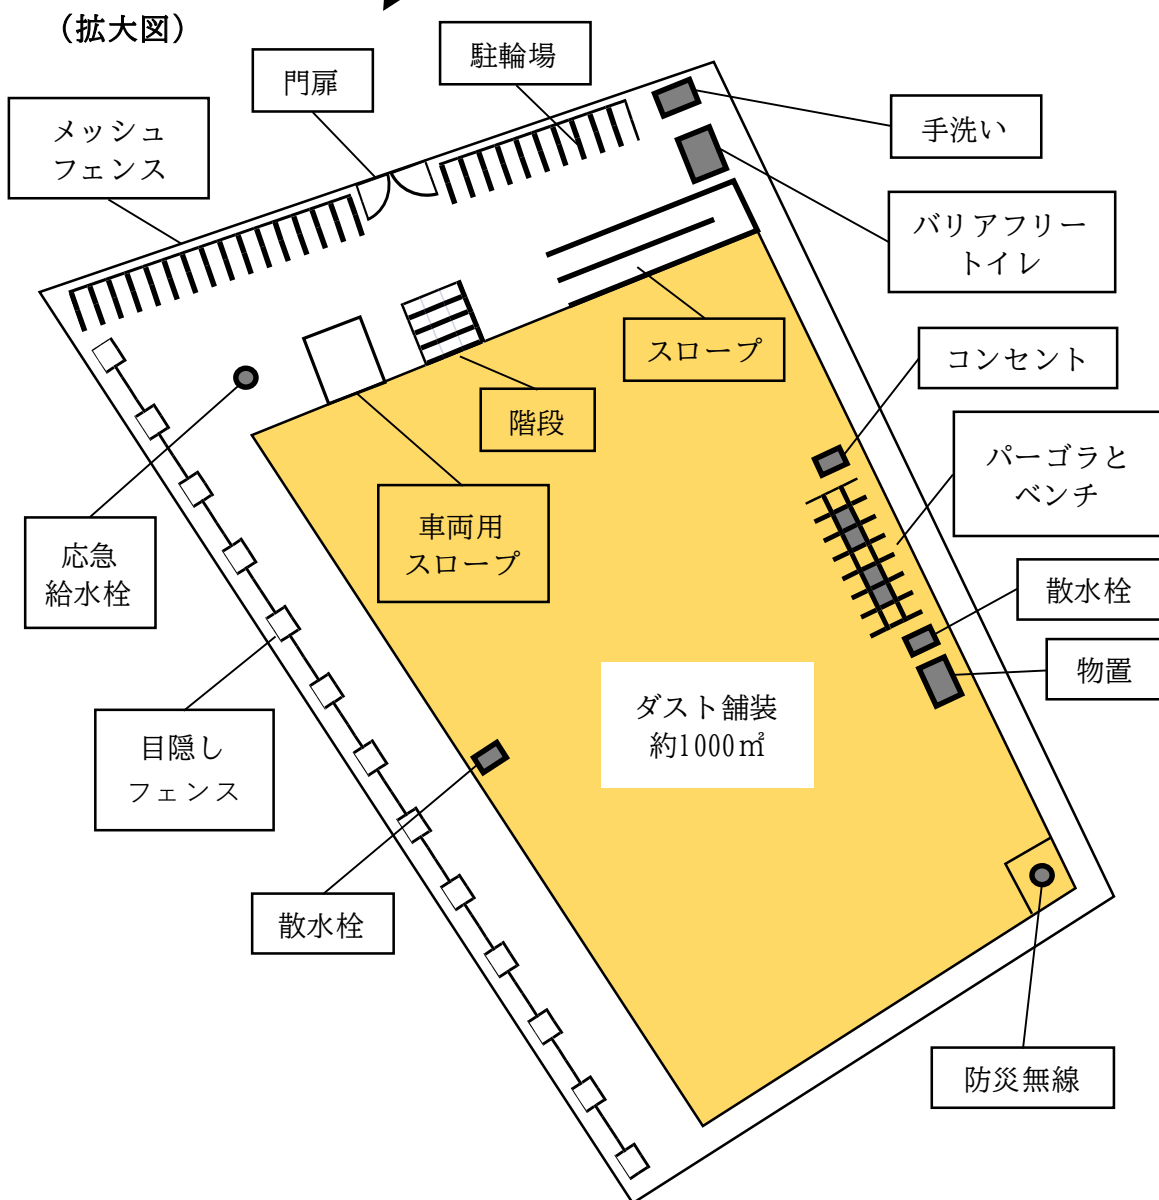 （拡大図）
駐輪場
門扉
メッシュ
フェンス
手洗い
バリアフリー
トイレ
スロープ
コンセント
階段
パーゴラと
ベンチ
車両用
スロープ
応急
給水栓
散水栓
物置
ダスト舗装
約1000㎡
目隠し
フェンス
散水栓
防災無線